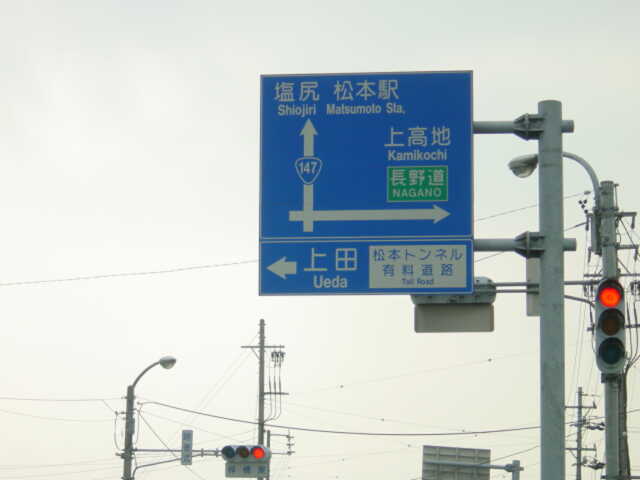 塩尻 松本駅
Shiojiri Matsumoto Sta.
上高地
Kamikochi
147
長野道
NAGANO
上田
Ueda
松本トンネル
有料道路
Toll Road